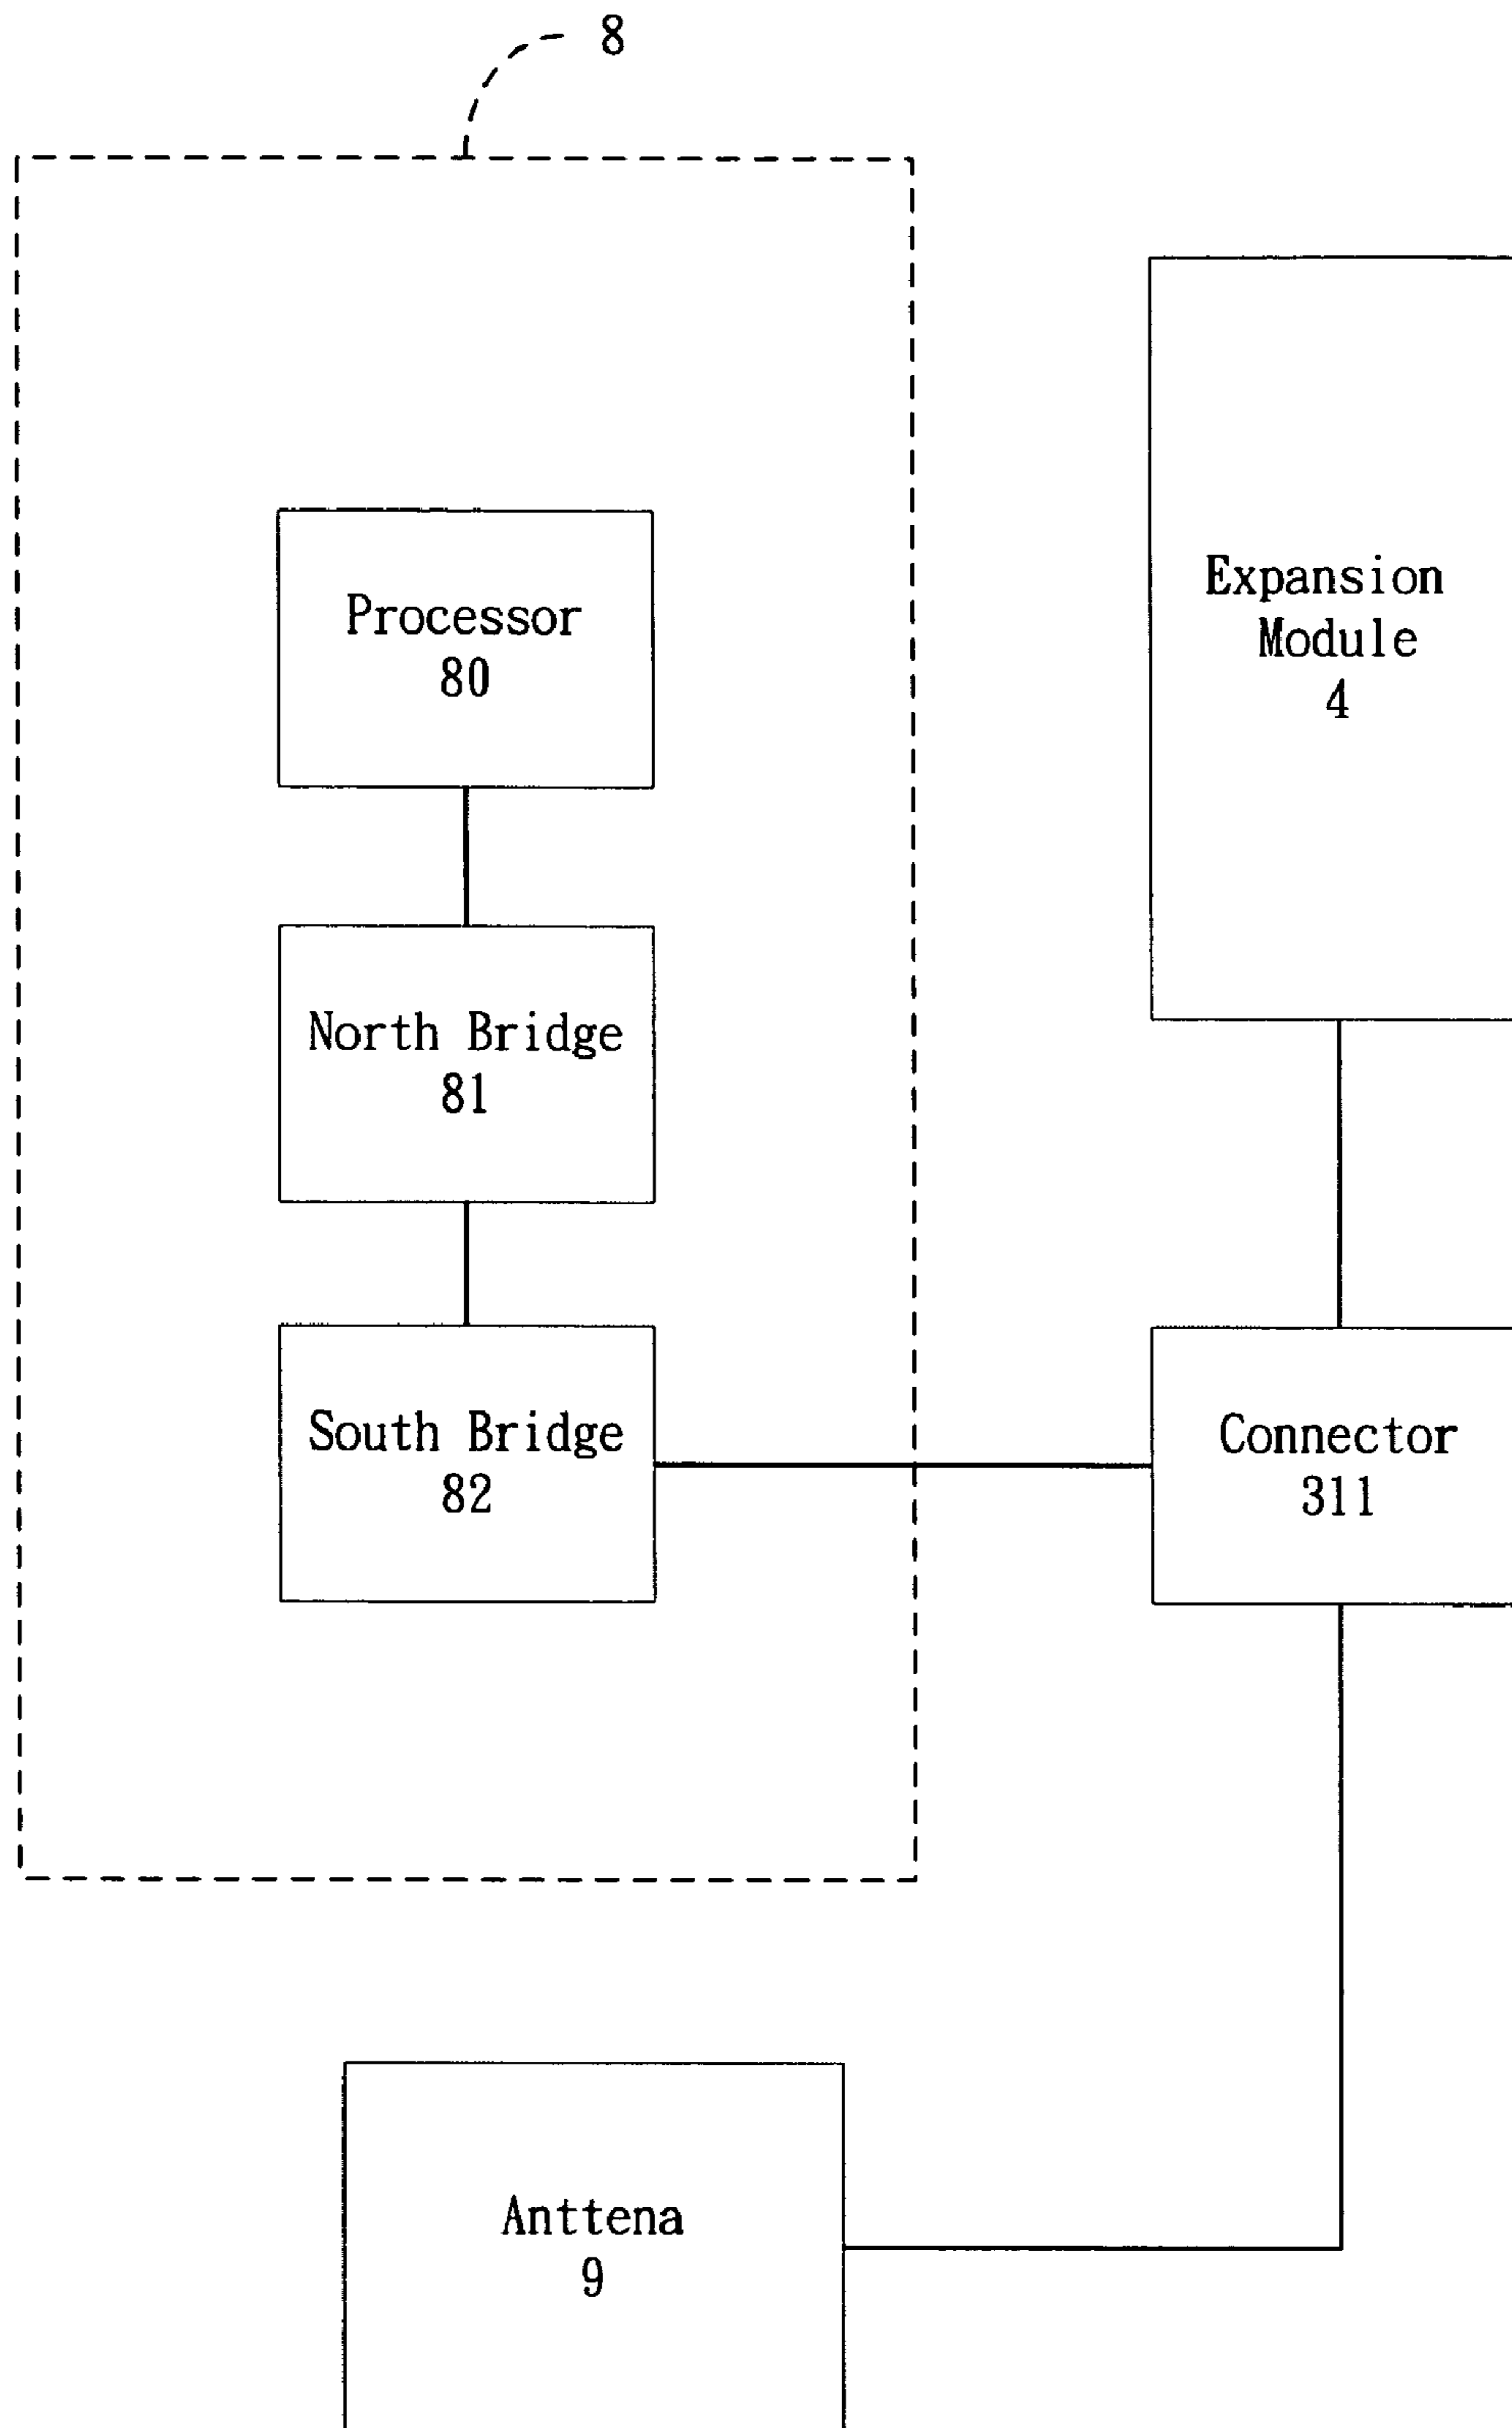 8
Processor
80
North Bridge
81
South Bridge
82
Expansion
Module
4
Connector
311
Anttena
9